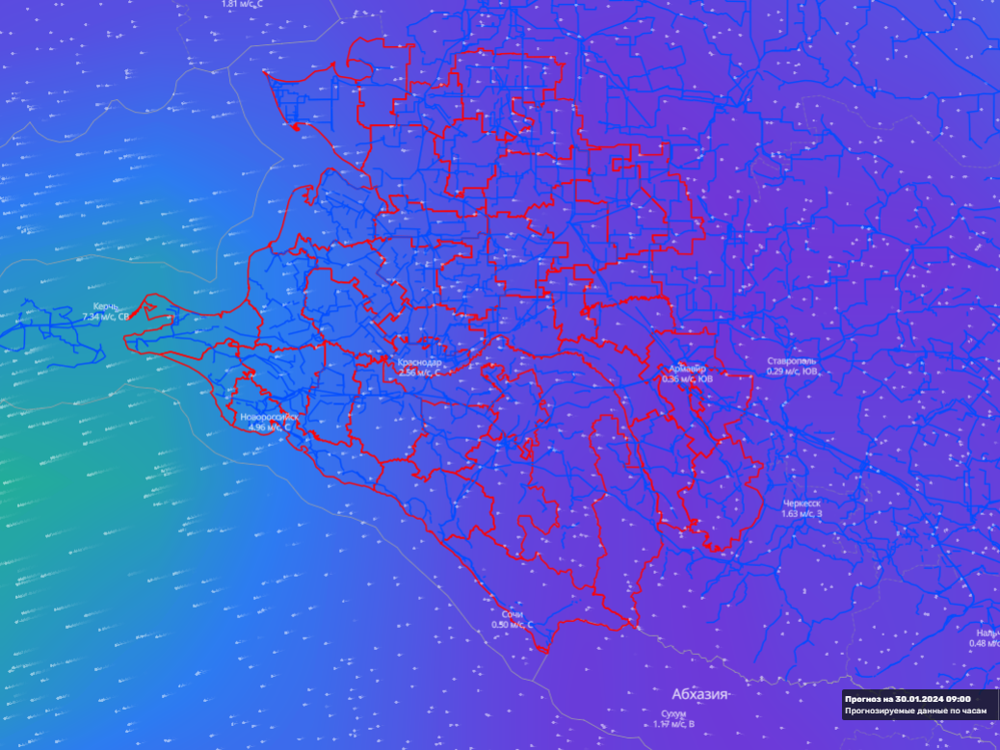 1.81 м/с, С
Керчь
7.34 м/с, СВ
Краснодар
2.56 м/с, С
Армавир
0.36 м/с, ЮВ
Ставрополь
0.29 м/с, ЮВ
Новороссийск
4.96 м/с, С
Черкесск
1.63 м/с, З
Сочи
0.50 м/с, С
Нальч
0.48 м/с
Абхазия
Сухум
1.17 м/с, В
Прогноз на 30.01.2024 09:00
Прогнозируемые данные по часам